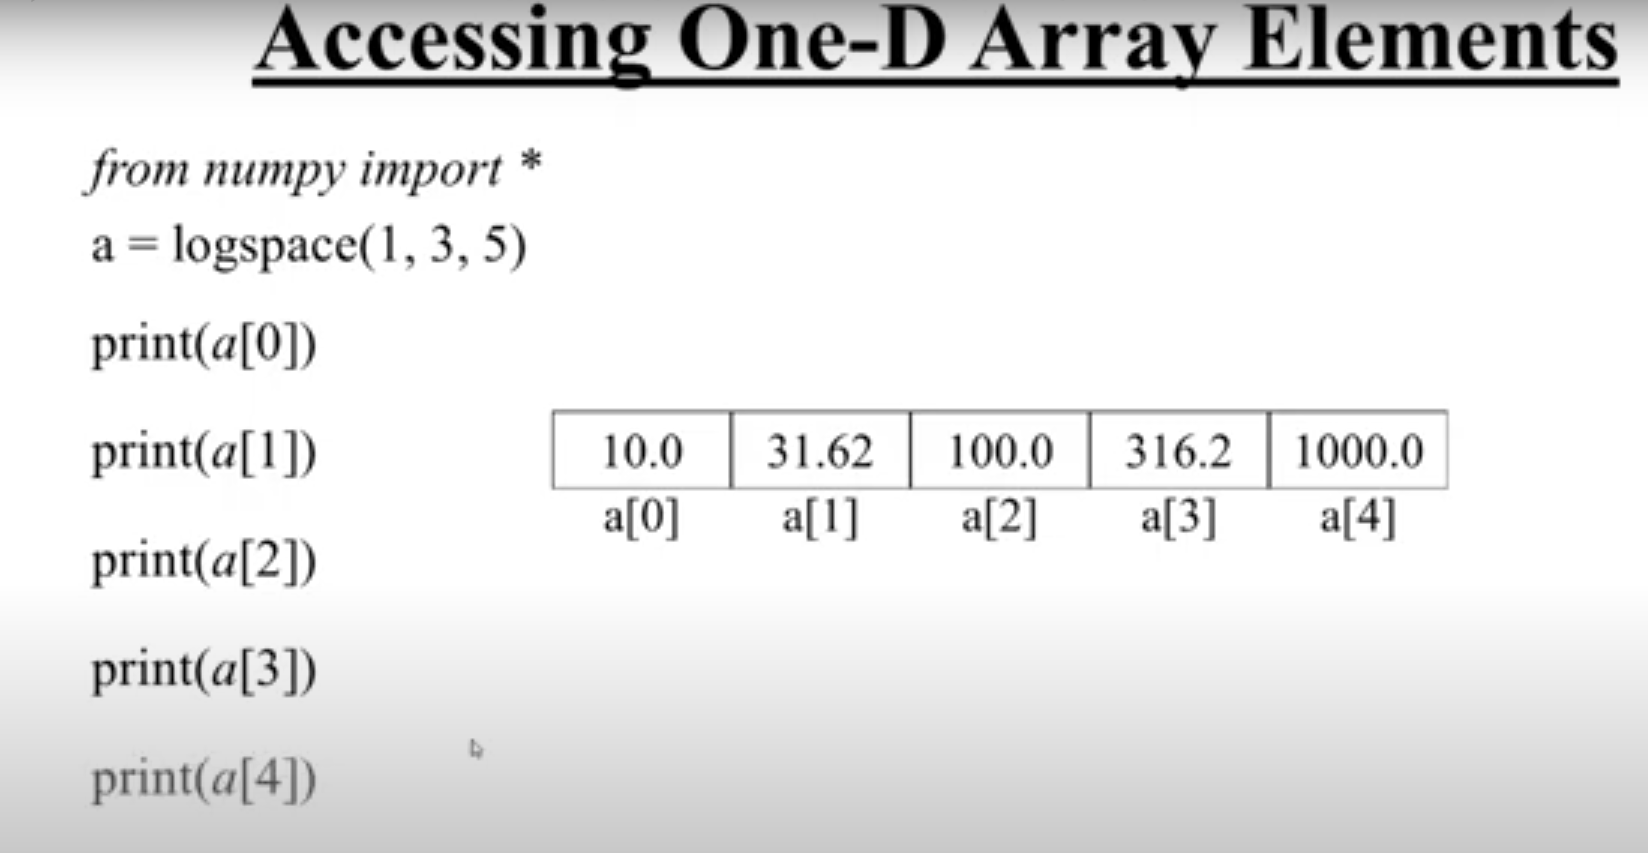 Accessing One-D Array Elements
from numpy import *
a = logspace(1, 3, 5)
print(a[0])
print(a[1])
print(a[2])
print(a[3])
print(a[4])
10.0 31.62 100.0 316.2 1000.0
a[0] a[1] a[2] a[3] a[4]